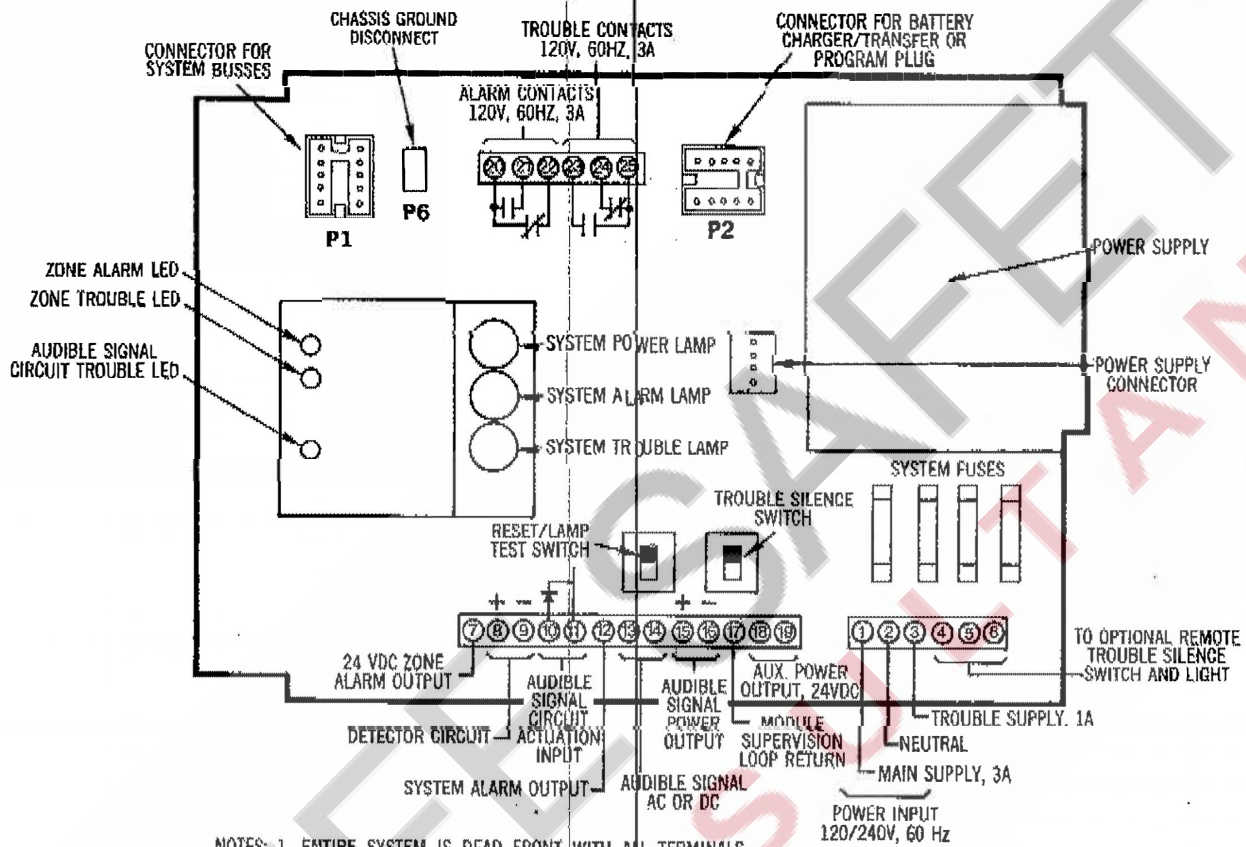 CHASSIS GROUND
DISCONNECT
TROUBLE CONTACTS
120V, 60HZ, 3A
CONNECTOR FOR BATTERY
CHARGER/TRANSFER OR
PROGRAM PLUG
CONNECTOR FOR
SYSTEM BUSSES
ALARM CONTACTS
120V, 60HZ, 3A
20 21 22 23 24 25
P1
P6
P2
POWER SUPPLY
ZONE ALARM LED
ZONE TROUBLE LED
AUDIBLE SIGNAL
CIRCUIT TROUBLE LED
SYSTEM POWER LAMP
SYSTEM ALARM LAMP
SYSTEM TROUBLE LAMP
POWER SUPPLY
CONNECTOR
SYSTEM FUSES
RESET/LAMP
TEST SWITCH
TROUBLE SILENCE
SWITCH
+ - + -
7 8 9 10 11 12 13 14 15 16 17 18 19
1 2 3 4 5 6
24 VDC ZONE
ALARM OUTPUT
DETECTOR CIRCUIT
AUDIBLE
SIGNAL
CIRCUIT
ACTUATION
INPUT
SYSTEM ALARM OUTPUT
AUDIBLE SIGNAL
AC OR DC
AUDIBLE
SIGNAL
POWER
OUTPUT
AUX. POWER
OUTPUT, 24VDC
MODULE
SUPERVISION
LOOP RETURN
TO OPTIONAL REMOTE
TROUBLE SILENCE
SWITCH AND LIGHT
TROUBLE SUPPLY. 1A
NEUTRAL
MAIN SUPPLY, 3A
POWER INPUT
120/240V, 60 Hz
NOTES: 1. ENTIRE SYSTEM IS DEAD FRONT WITH ALL TERMINALS